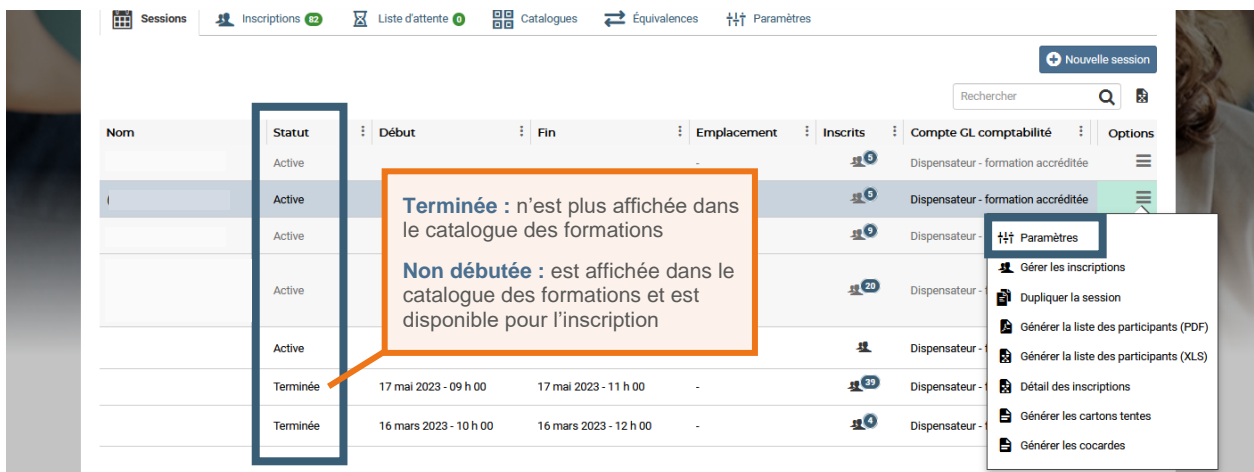 Sessions Inscriptions 82 Liste d'attente 0 Catalogues Équivalences Paramètres
Nouvelle session
Rechercher
Nom Statut Début Fin Emplacement Inscrits Compte GL comptabilité Options
Active - 5 Dispensateur - formation accréditée
Active 5 Dispensateur - formation accréditée
Active 9 Dispensateur -
Active 20 Dispensateur -
Active Dispensateur -
Terminée 17 mai 2023 - 09 h 00 17 mai 2023 - 11 h 00 - 39 Dispensateur -
Terminée 16 mars 2023 - 10 h 00 16 mars 2023 - 12 h 00 - 4 Dispensateur -
Terminée : n'est plus affichée dans
le catalogue des formations
Non débutée : est affichée dans le
catalogue des formations et est
disponible pour l'inscription
Paramètres
Gérer les inscriptions
Dupliquer la session
Générer la liste des participants (PDF)
Générer la liste des participants (XLS)
Détail des inscriptions
Générer les cartons tentes
Générer les cocardes